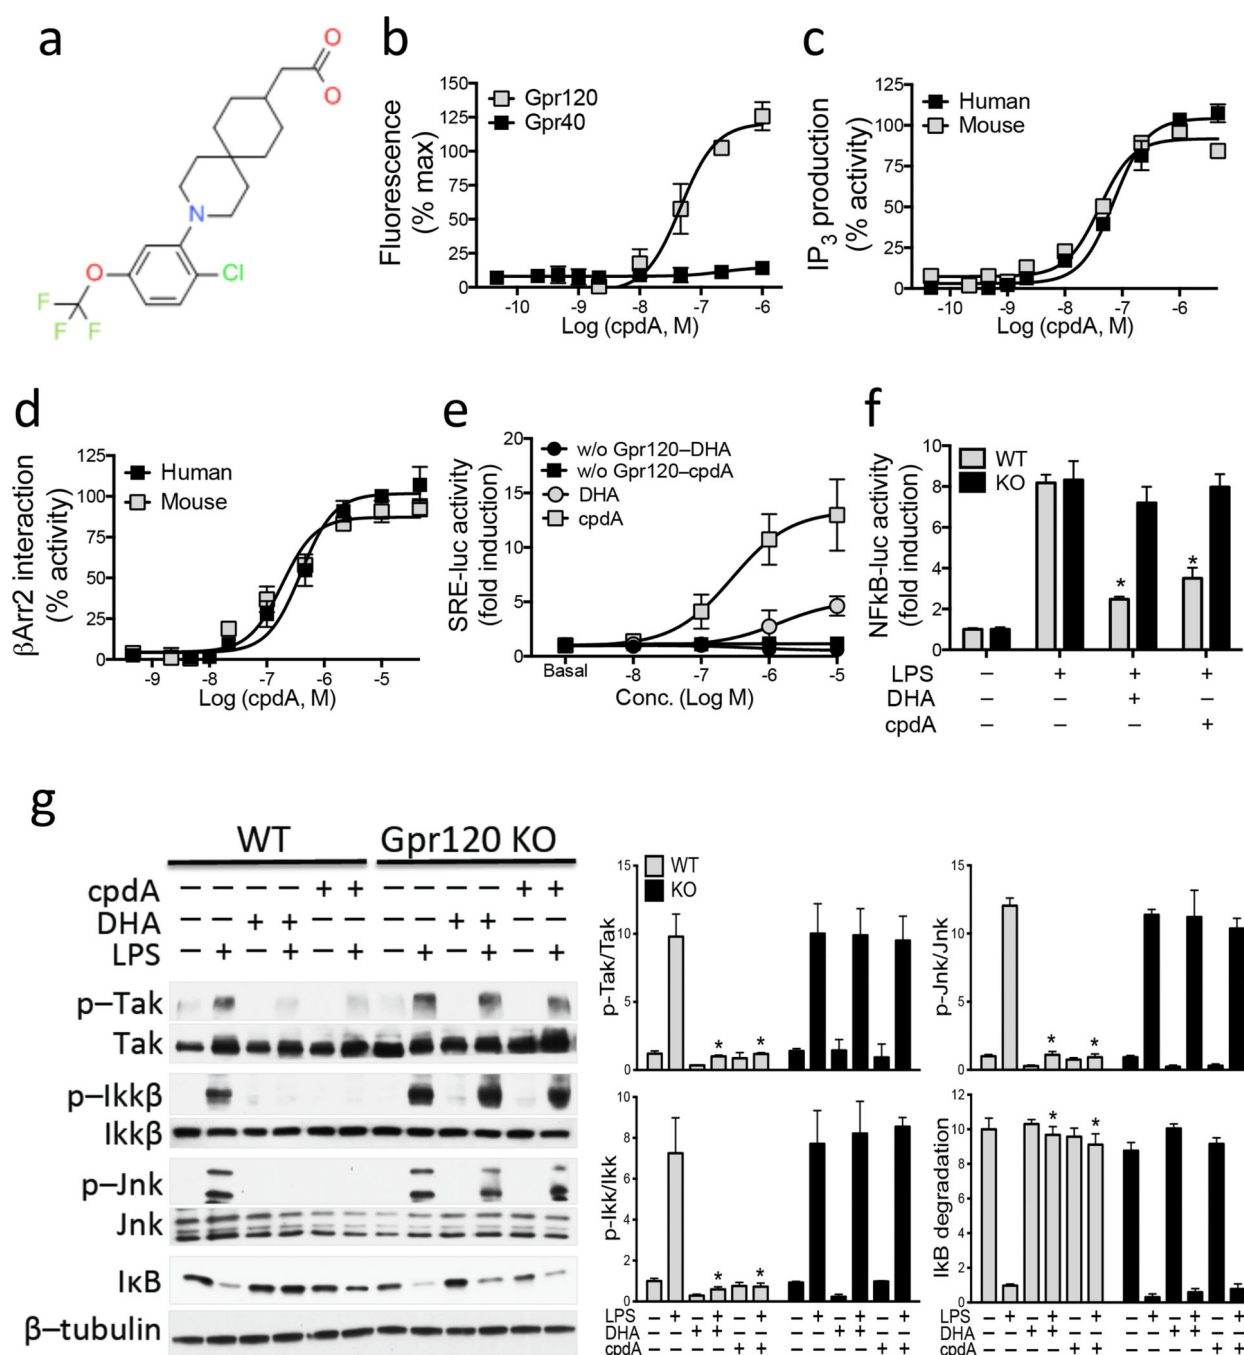 a
O
O
N
O
Cl
F
F
F
b
Gpr120
Gpr40
Fluorescence
(% max)
150
125
100
75
50
25
0
-10 -9 -8 -7 -6
Log (cpdA, M)
c
Human
Mouse
IP3 production
(% activity)
125
100
75
50
25
0
-10 -9 -8 -7 -6
Log (cpdA, M)
d
Human
Mouse
βArr2 interaction
(% activity)
125
100
75
50
25
0
-9 -8 -7 -6 -5
Log (cpdA, M)
e
w/o Gpr120–DHA
w/o Gpr120–cpdA
DHA
cpdA
SRE-luc activity
(fold induction)
20
15
10
5
0
Basal -8 -7 -6 -5
Conc. (Log M)
f
WT
KO
NFkB-luc activity
(fold induction)
10
8
6
4
2
0
* *
LPS – + + +
DHA – – + –
cpdA – – – +
g
WT Gpr120 KO
cpdA – – – – + + – – – – + +
DHA – – + + – – – – + + – –
LPS – + – + – + – + – + – +
p–Tak
Tak
p–Ikkβ
Ikkβ
p–Jnk
Jnk
IκB
β–tubulin
WT
KO
p-Tak/Tak
15
10
5
0
* *
p-Jnk/Jnk
15
10
5
0
* *
p-Ikk/Ikk
10
8
6
4
2
0
* *
LPS – + – + – + – + – + – +
DHA – – + + – – – – + + – –
cpdA – – – – + + – – – – + +
IkB degradation
12
10
8
6
4
2
0
* *
– + – + – + – + – + – +
– – + + – – – – + + – –
– – – – + + – – – – + +